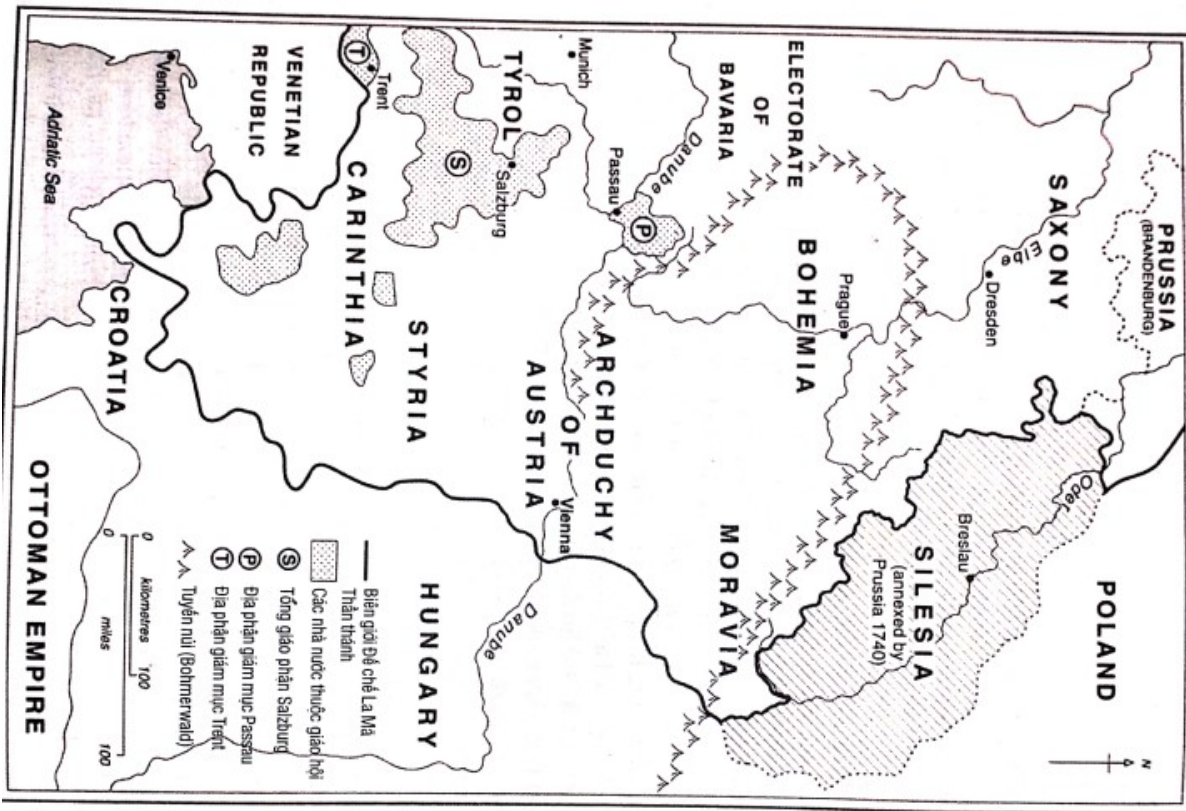 PRUSSIA
(BRANDENBURG)
POLAND
N
SAXONY
Elbe
Dresden
Oder
Breslau
SILESIA
(annexed by
Prussia 1740)
ELECTORATE
OF
BAVARIA
BOHEMIA
Prague
MORAVIA
Munich
Danube
Passau
P
ARCHDUCHY
OF
AUSTRIA
Vienna
TYROL
Salzburg
S
STYRIA
HUNGARY
Danube
Trent
T
CARINTHIA
VENETIAN
REPUBLIC
Venice
Adriatic Sea
CROATIA
OTTOMAN EMPIRE
Biên giới Đế chế La Mã
Thần thánh
Các nhà nước thuộc giáo hội
S Tổng giáo phận Salzburg
P Địa phận giám mục Passau
T Địa phận giám mục Trent
Tuyến núi (Bohmerwald)
0 kilometres 100
0 miles 100